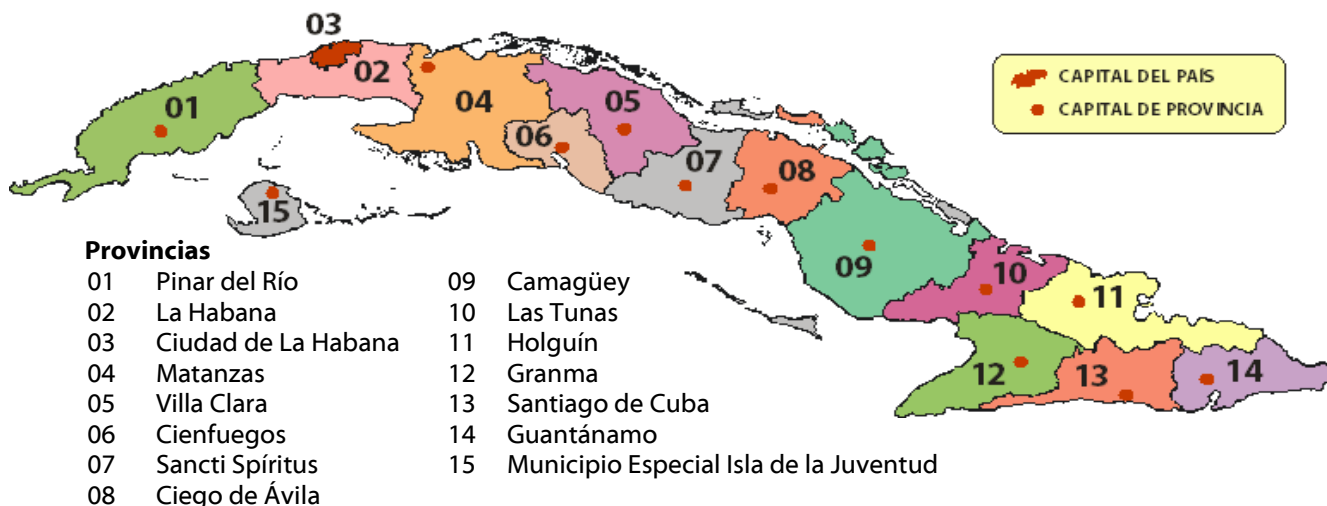 03
02
01
04
05
06
07
08
15
09
10
11
12
13
14
CAPITAL DEL PAÍS
CAPITAL DE PROVINCIA
Provincias
01 Pinar del Río
02 La Habana
03 Ciudad de La Habana
04 Matanzas
05 Villa Clara
06 Cienfuegos
07 Sancti Spíritus
08 Ciego de Ávila
09 Camagüey
10 Las Tunas
11 Holguín
12 Granma
13 Santiago de Cuba
14 Guantánamo
15 Municipio Especial Isla de la Juventud